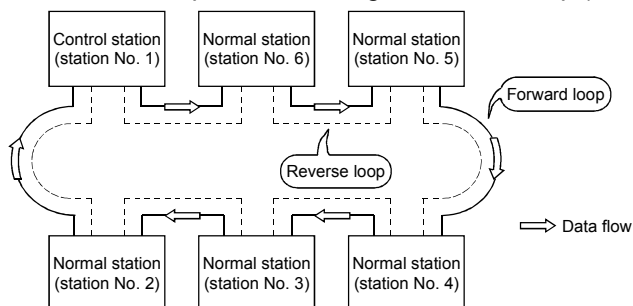 Control station
(station No. 1)
Normal station
(station No. 6)
Normal station
(station No. 5)
Forward loop
Reverse loop
Data flow
Normal station
(station No. 2)
Normal station
(station No. 3)
Normal station
(station No. 4)